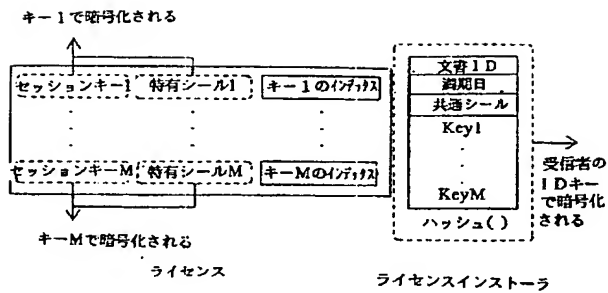 キー1で暗号化される
セッションキー1 特有シール1 キー1のインデックス
セッションキーM 特有シールM キーMのインデックス
キーMで暗号化される
ライセンス
文書ID
満期日
共通シール
Key1
KeyM
ハッシュ()
受信者の
IDキー
で暗号化
される
ライセンスインストーラ